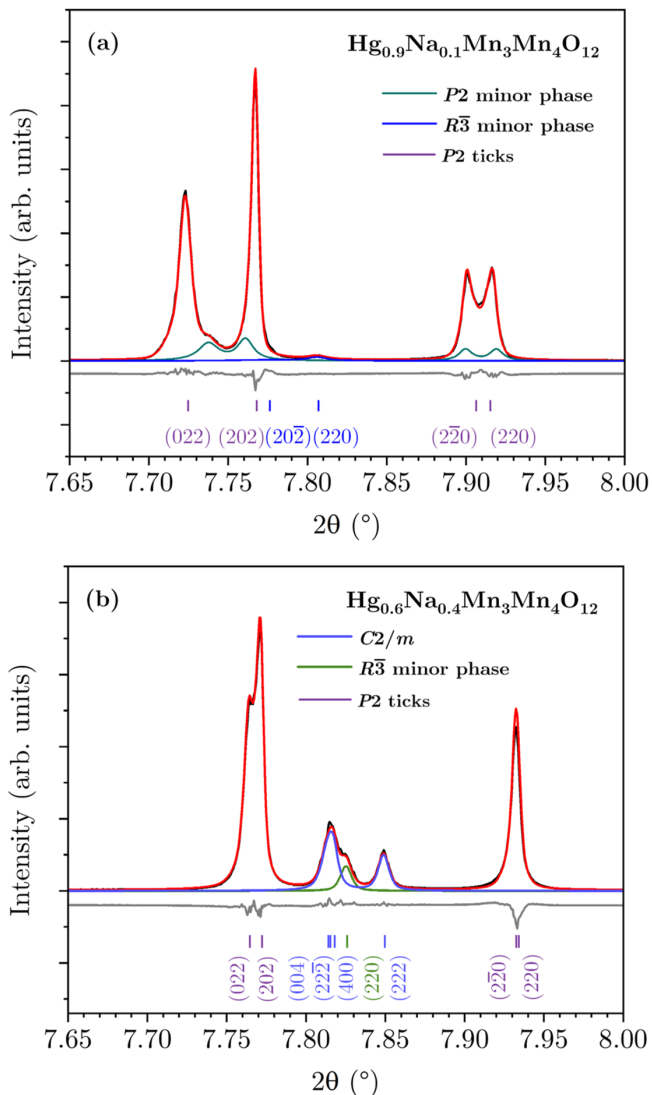 (a)
Hg₀.₉Na₀.₁Mn₃Mn₄O₁₂
P2 minor phase
R3̅ minor phase
P2 ticks
Intensity (arb. units)
(022) (202) (202̅) (220) (22̅0) (220)
7.65 7.70 7.75 7.80 7.85 7.90 7.95 8.00
2θ (°)
(b)
Hg₀.₆Na₀.₄Mn₃Mn₄O₁₂
C2/m
R3̅ minor phase
P2 ticks
Intensity (arb. units)
(022) (202) (004) (2̅22̅) (400) (220) (222) (2̅20) (220)
7.65 7.70 7.75 7.80 7.85 7.90 7.95 8.00
2θ (°)